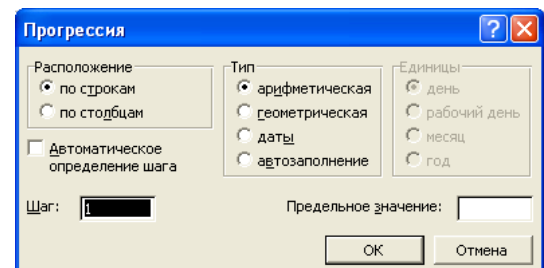 Прогрессия
Расположение
по строкам
по столбцам
Автоматическое
определение шага
Тип
арифметическая
геометрическая
даты
автозаполнение
Единицы
день
рабочий день
месяц
год
Шаг: 1
Предельное значение:
ОК
Отмена